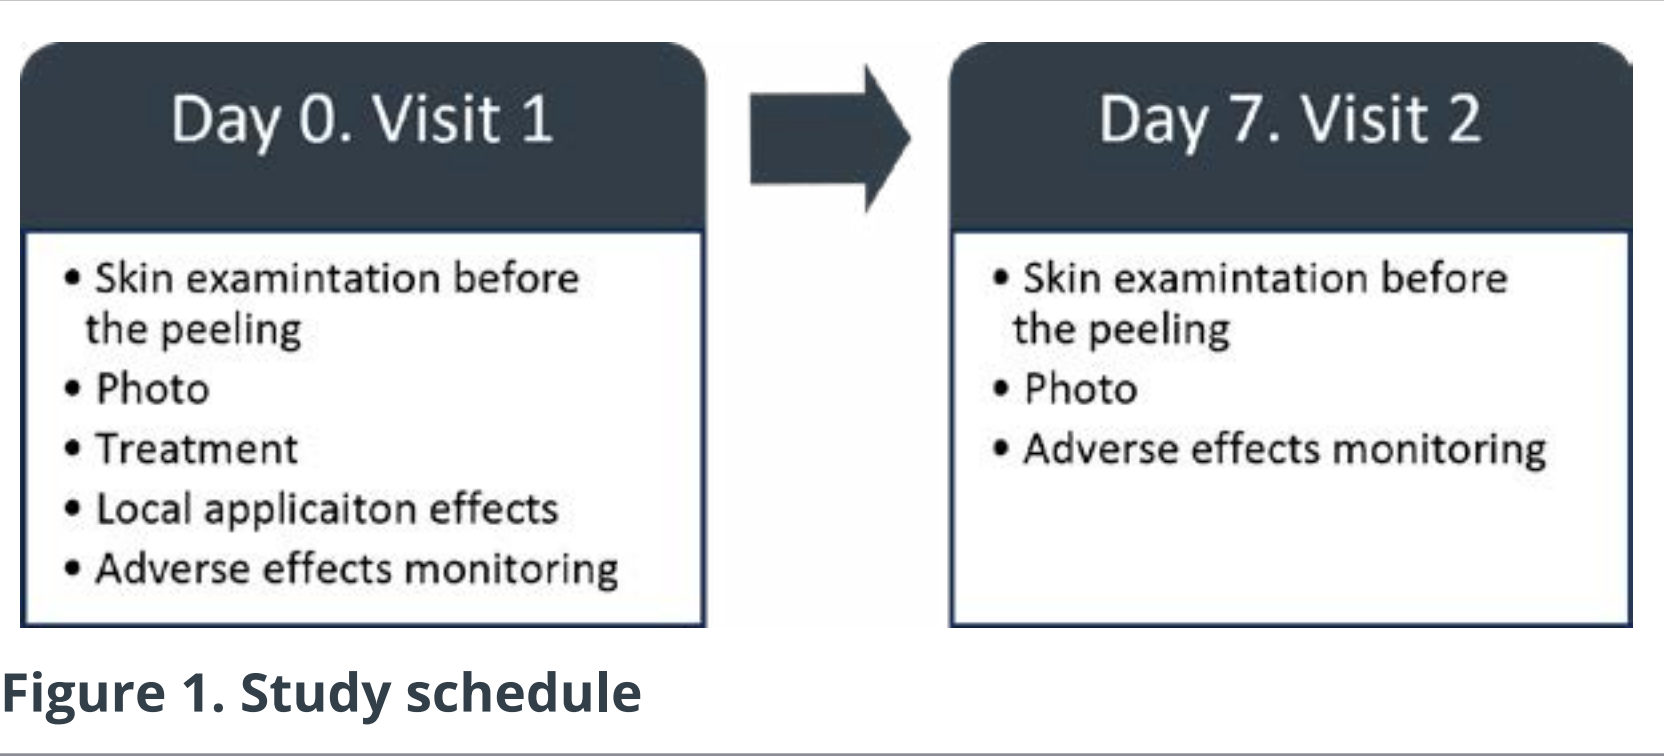 Day 0. Visit 1
• Skin examintation before
the peeling
• Photo
• Treatment
• Local applicaiton effects
• Adverse effects monitoring
Day 7. Visit 2
• Skin examintation before
the peeling
• Photo
• Adverse effects monitoring
Figure 1. Study schedule